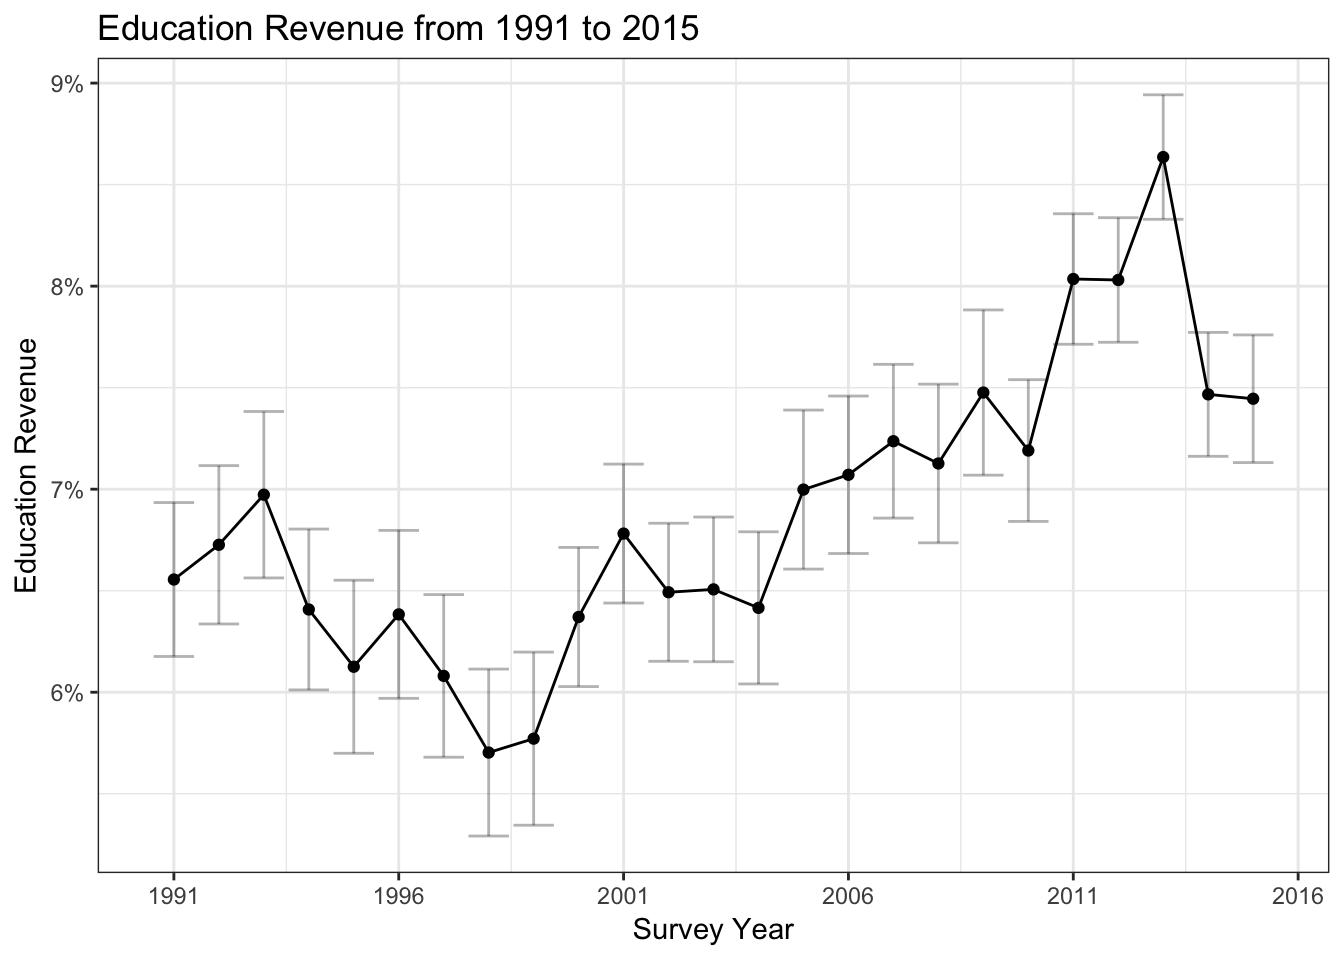 Education Revenue from 1991 to 2015
9%
8%
7%
6%
Education Revenue
1991 1996 2001 2006 2011 2016
Survey Year